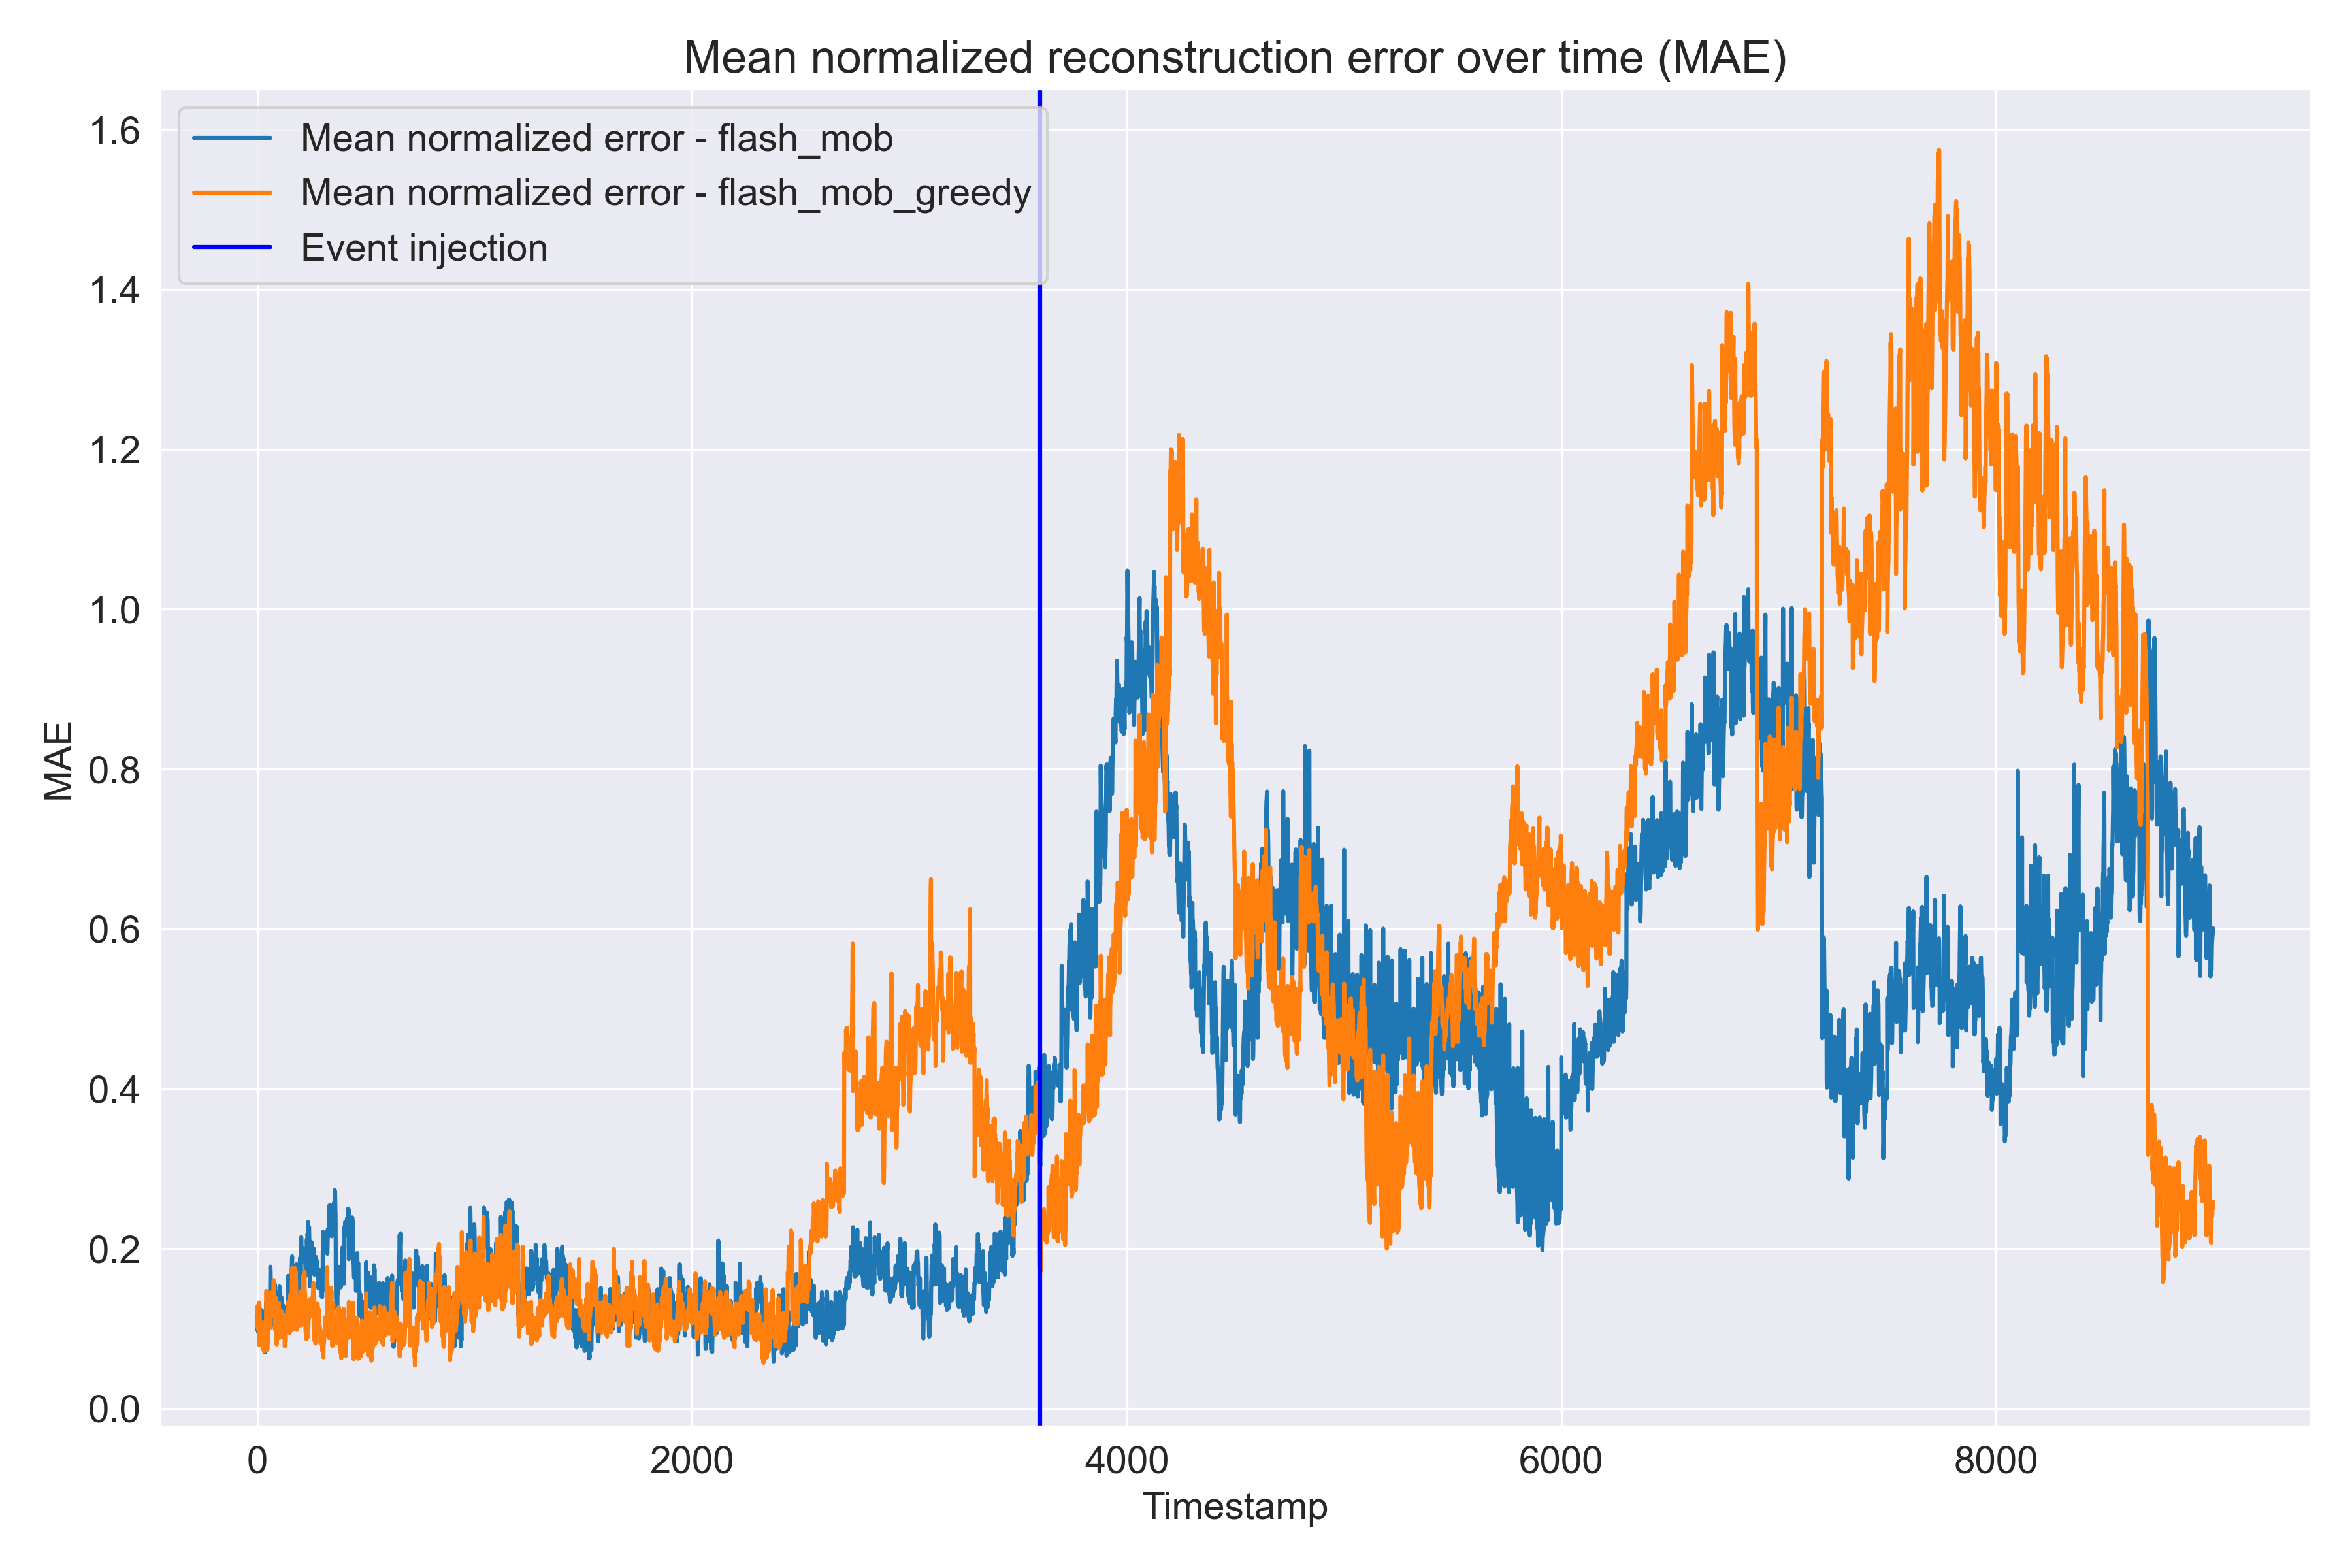 Mean normalized reconstruction error over time (MAE)
Mean normalized error - flash_mob
Mean normalized error - flash_mob_greedy
Event injection
MAE
1.6
1.4
1.2
1.0
0.8
0.6
0.4
0.2
0.0
0 2000 4000 6000 8000
Timestamp